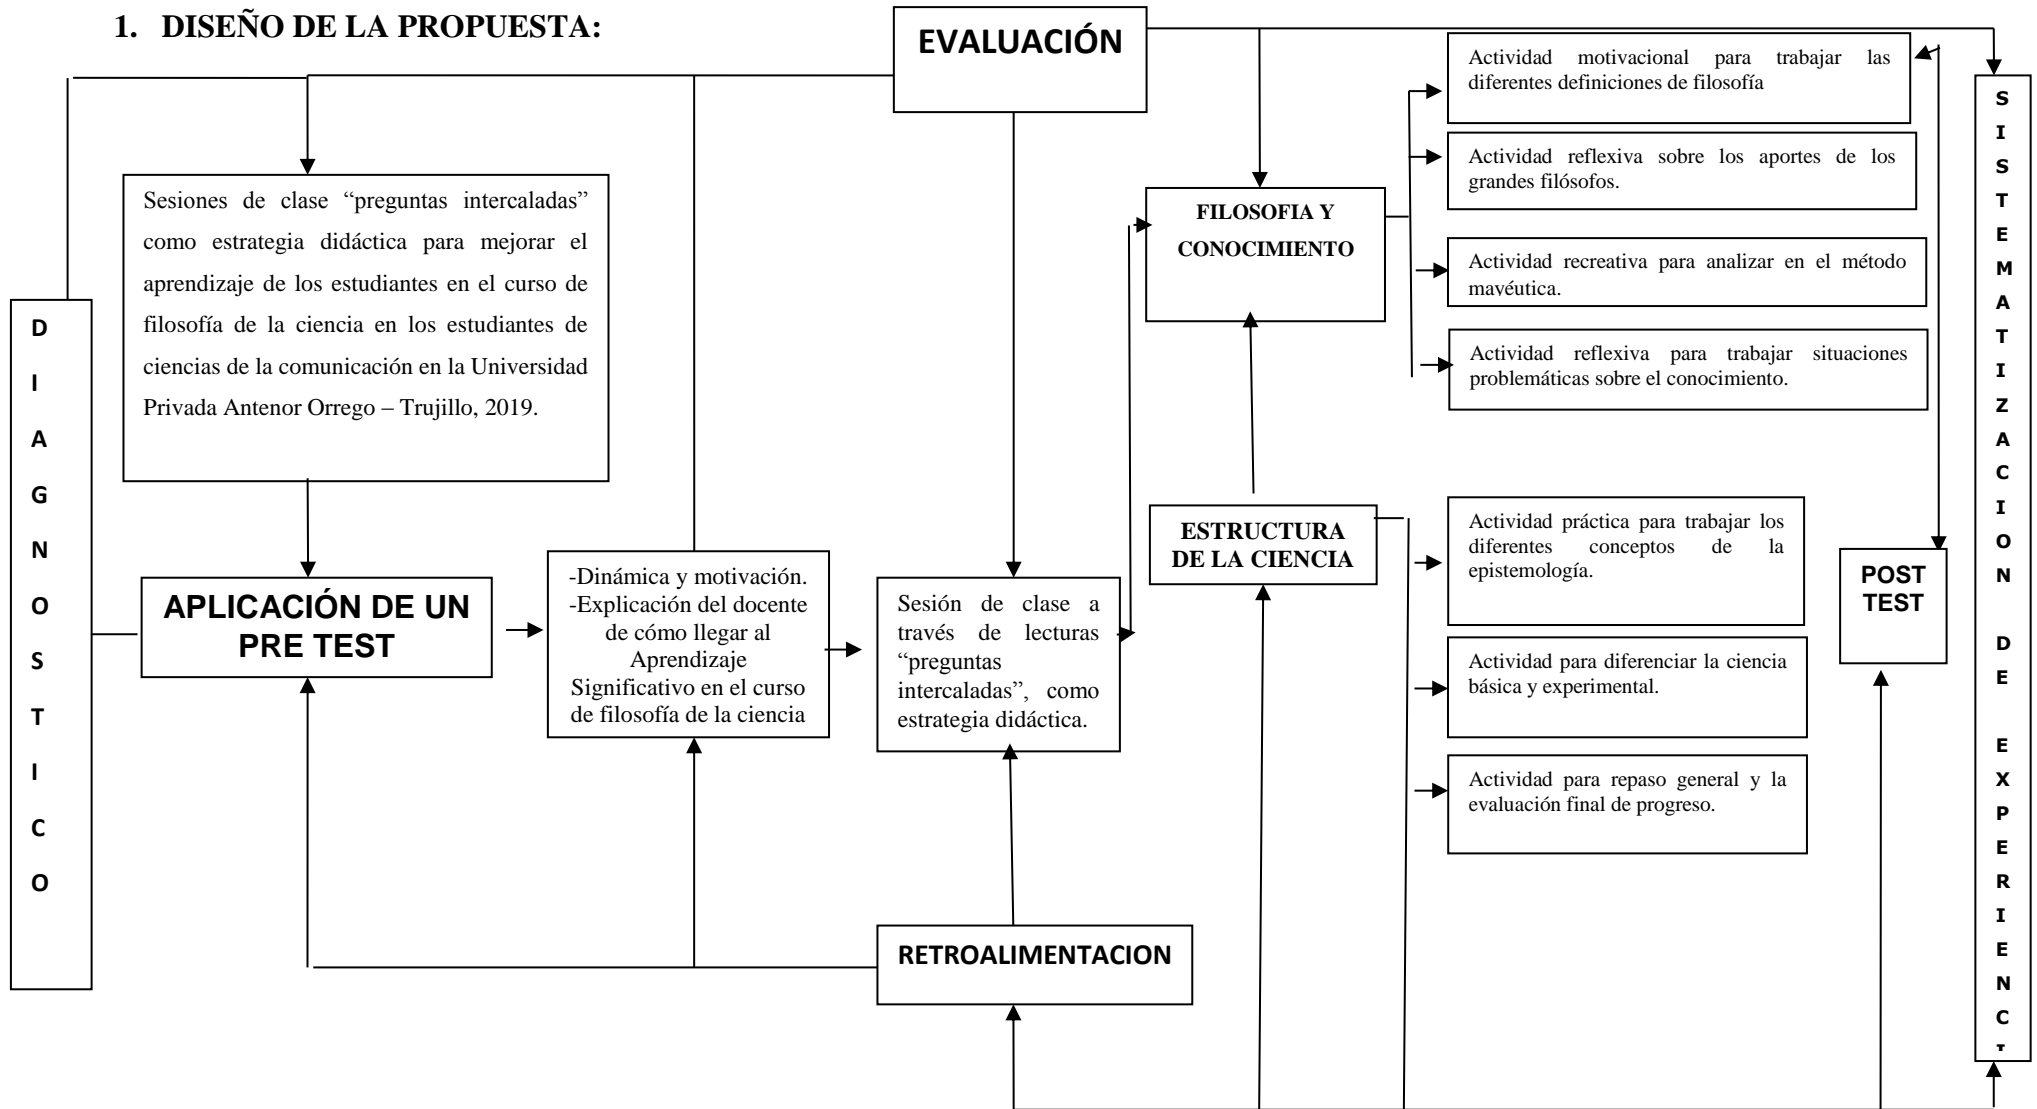 1. DISEÑO DE LA PROPUESTA:
EVALUACIÓN
DIAGNOSTICO
Sesiones de clase “preguntas intercaladas”
como estrategia didáctica para mejorar el
aprendizaje de los estudiantes en el curso de
filosofía de la ciencia en los estudiantes de
ciencias de la comunicación en la Universidad
Privada Antenor Orrego – Trujillo, 2019.
APLICACIÓN DE UN
PRE TEST
-Dinámica y motivación.
-Explicación del docente
de cómo llegar al
Aprendizaje
Significativo en el curso
de filosofía de la ciencia
Sesión de clase a
través de lecturas
“preguntas
intercaladas”, como
estrategia didáctica.
RETROALIMENTACION
FILOSOFIA Y
CONOCIMIENTO
Actividad motivacional para trabajar las
diferentes definiciones de filosofía
Actividad reflexiva sobre los aportes de los
grandes filósofos.
Actividad recreativa para analizar en el método
mayéutica.
Actividad reflexiva para trabajar situaciones
problemáticas sobre el conocimiento.
ESTRUCTURA
DE LA CIENCIA
Actividad práctica para trabajar los
diferentes conceptos de la
epistemología.
Actividad para diferenciar la ciencia
básica y experimental.
Actividad para repaso general y la
evaluación final de progreso.
POST
TEST
SISTEMATIZACION DE EXPERIENCI